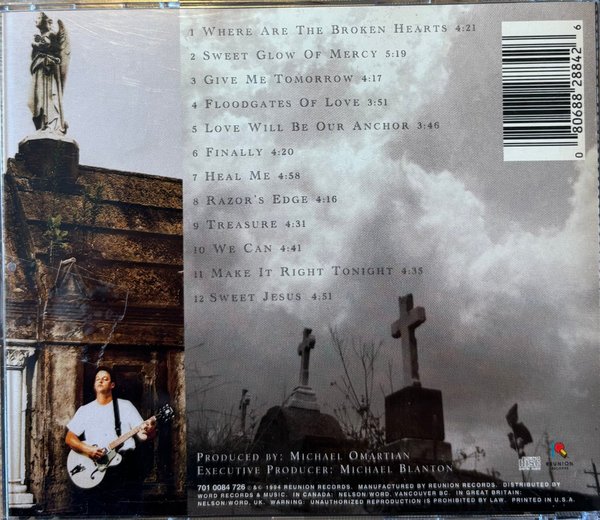 1 Where Are The Broken Hearts 4:21
2 Sweet Glow Of Mercy 5:19
3 Give Me Tomorrow 4:17
4 Floodgates Of Love 3:51
5 Love Will Be Our Anchor 3:46
6 Finally 4:20
7 Heal Me 4:58
8 Razor's Edge 4:16
9 Treasure 4:31
10 We Can 4:41
11 Make It Right Tonight 4:35
12 Sweet Jesus 4:51
0 80688 28842 6
Produced by: Michael Omartian
Executive Producer: Michael Blanton
REUNION
RECORDS
701 0084 726 ℗&© 1994 REUNION RECORDS. MANUFACTURED BY REUNION RECORDS. DISTRIBUTED BY
WORD RECORDS & MUSIC. IN CANADA: NELSON/WORD, VANCOUVER BC. IN GREAT BRITAIN:
NELSON/WORD, UK. WARNING: UNAUTHORIZED REPRODUCTION IS PROHIBITED BY LAW. PRINTED IN U.S.A.